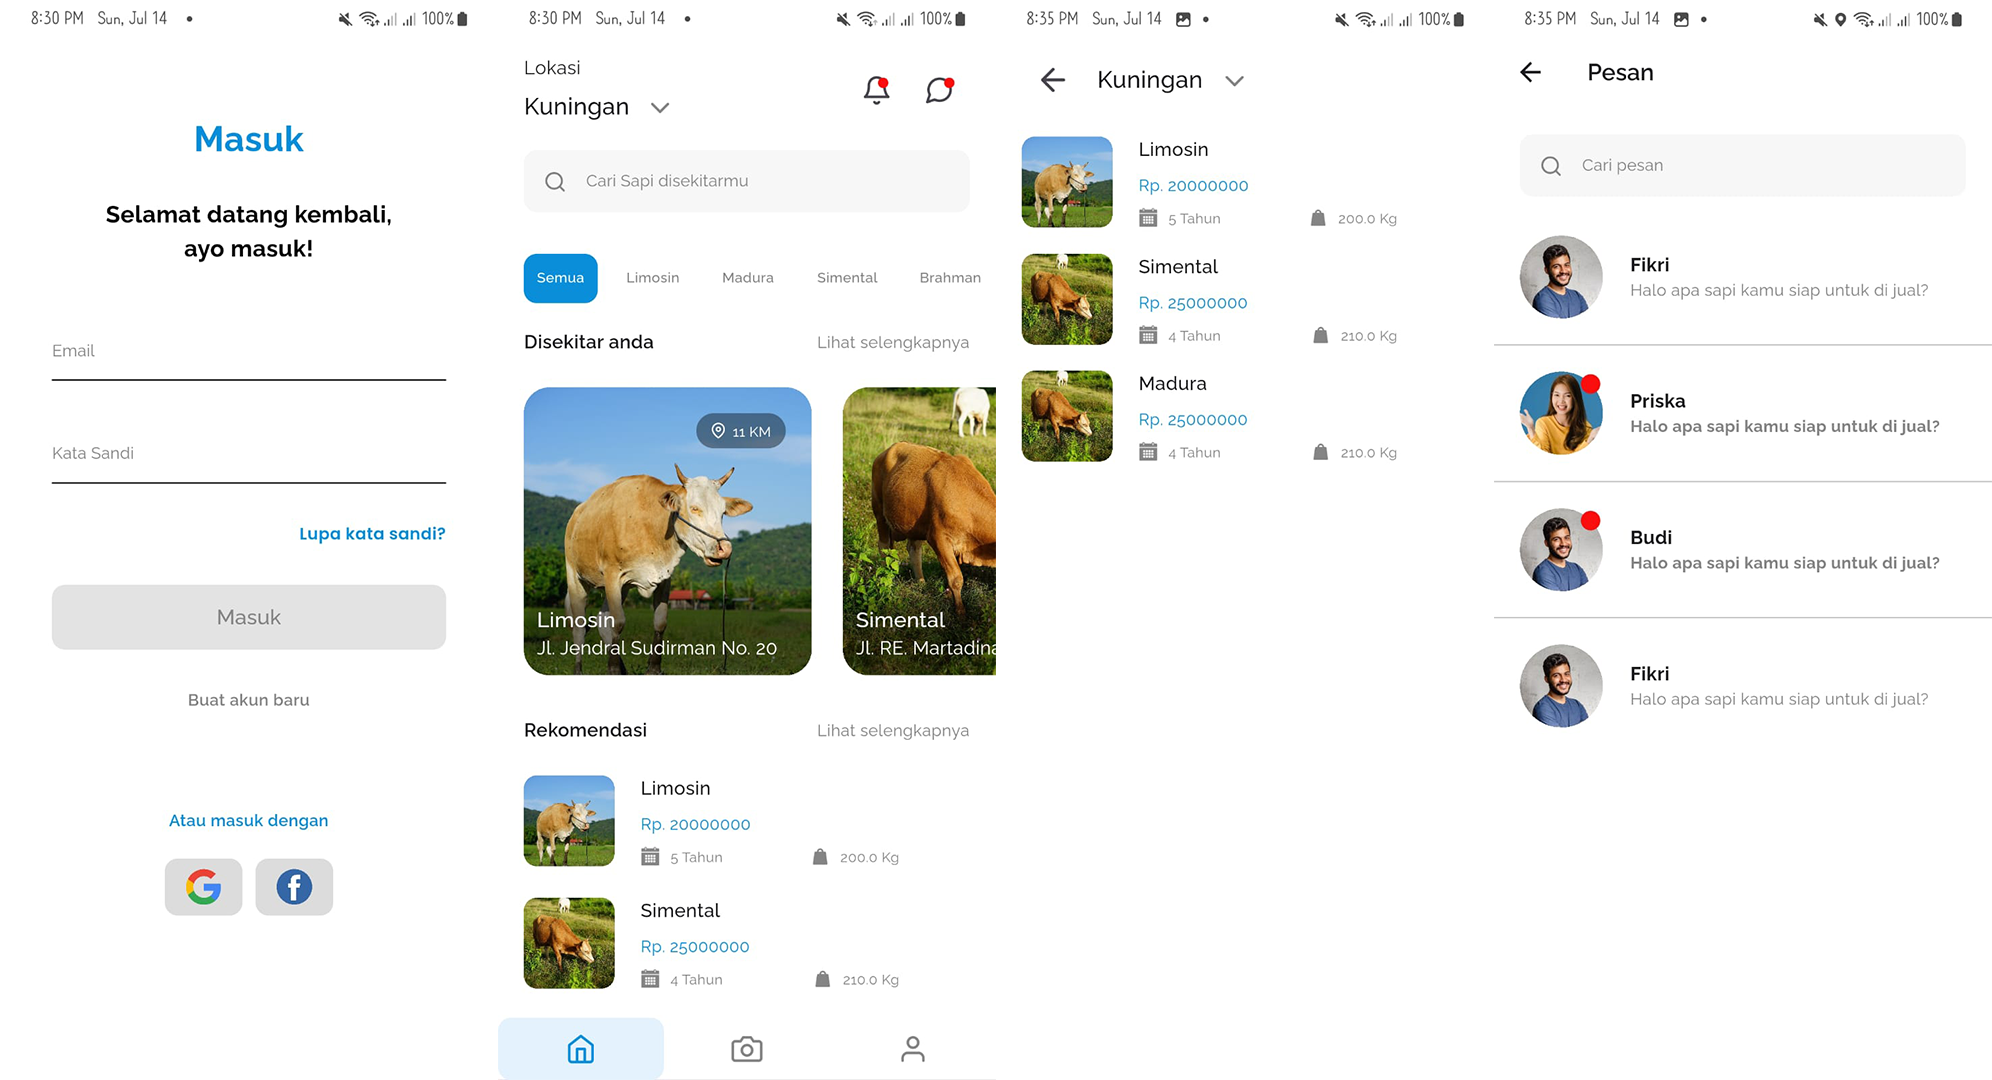 8:30 PM Sun, Jul 14 • 100%
Masuk
Selamat datang kembali,
ayo masuk!
Email
Kata Sandi
Lupa kata sandi?
Masuk
Buat akun baru
Atau masuk dengan
8:30 PM Sun, Jul 14 • 100%
Lokasi
Kuningan
Cari Sapi disekitarmu
Semua Limosin Madura Simental Brahman
Disekitar anda Lihat selengkapnya
11 KM
Limosin
Jl. Jendral Sudirman No. 20
Simental
Jl. RE. Martadina
Rekomendasi Lihat selengkapnya
Limosin
Rp. 20000000
5 Tahun 200.0 Kg
Simental
Rp. 25000000
4 Tahun 210.0 Kg
8:35 PM Sun, Jul 14 • 100%
Kuningan
Limosin
Rp. 20000000
5 Tahun 200.0 Kg
Simental
Rp. 25000000
4 Tahun 210.0 Kg
Madura
Rp. 25000000
4 Tahun 210.0 Kg
8:35 PM Sun, Jul 14 • 100%
Pesan
Cari pesan
Fikri
Halo apa sapi kamu siap untuk di jual?
Priska
Halo apa sapi kamu siap untuk di jual?
Budi
Halo apa sapi kamu siap untuk di jual?
Fikri
Halo apa sapi kamu siap untuk di jual?